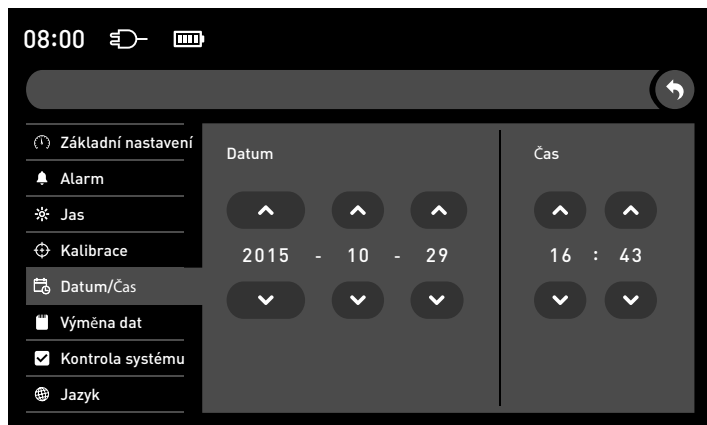 08:00
Základní nastavení
Alarm
Jas
Kalibrace
Datum/Čas
Výměna dat
Kontrola systému
Jazyk
Datum
2015 - 10 - 29
Čas
16 : 43